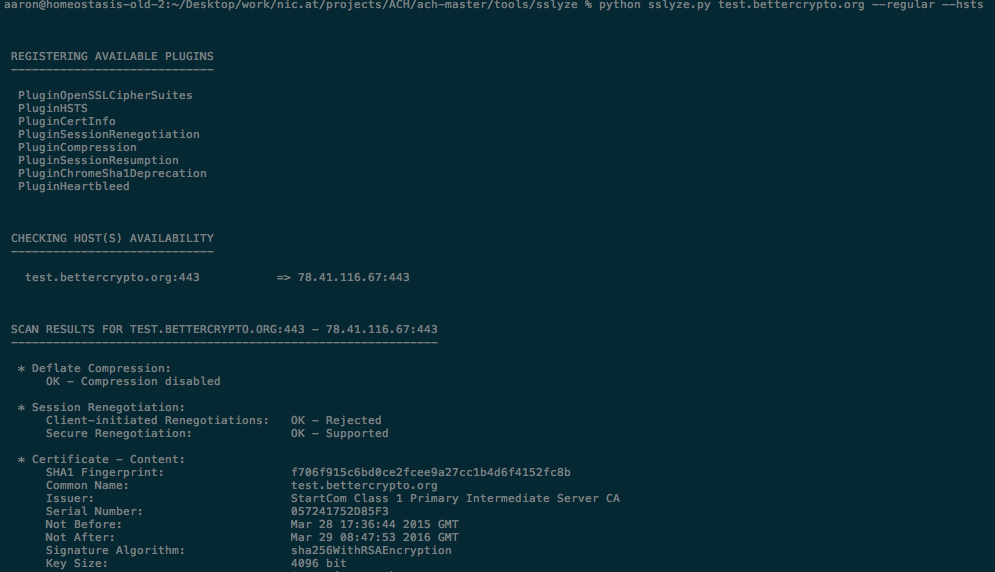 aaron@homeostasis-old-2:~/Desktop/work/nic.at/projects/ACH/ach-master/tools/sslyze % python sslyze.py test.bettercrypto.org --regular --hsts
REGISTERING AVAILABLE PLUGINS
-----------------------------
PluginOpenSSLCipherSuites
PluginHSTS
PluginCertInfo
PluginSessionRenegotiation
PluginCompression
PluginSessionResumption
PluginChromeSha1Deprecation
PluginHeartbleed
CHECKING HOST(S) AVAILABILITY
-----------------------------
test.bettercrypto.org:443 => 78.41.116.67:443
SCAN RESULTS FOR TEST.BETTERCRYPTO.ORG:443 - 78.41.116.67:443
-------------------------------------------------------------
* Deflate Compression:
OK - Compression disabled
* Session Renegotiation:
Client-initiated Renegotiations: OK - Rejected
Secure Renegotiation: OK - Supported
* Certificate - Content:
SHA1 Fingerprint: f706f915c6bd0ce2fcee9a27cc1b4d6f4152fc8b
Common Name: test.bettercrypto.org
Issuer: StartCom Class 1 Primary Intermediate Server CA
Serial Number: 057241752D85F3
Not Before: Mar 28 17:36:44 2015 GMT
Not After: Mar 29 08:47:53 2016 GMT
Signature Algorithm: sha256WithRSAEncryption
Key Size: 4096 bit